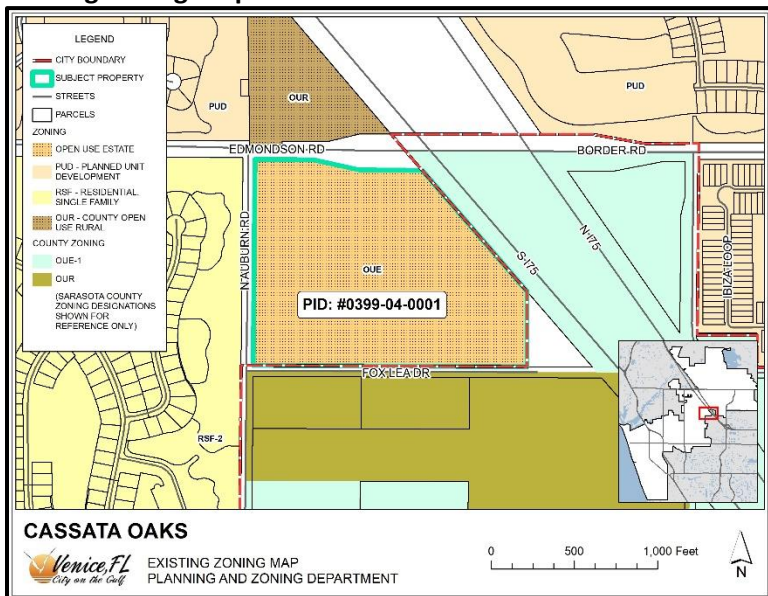 LEGEND
CITY BOUNDARY
SUBJECT PROPERTY
STREETS
PARCELS
ZONING
OPEN USE ESTATE
PUD - PLANNED UNIT
DEVELOPMENT
RSF - RESIDENTIAL,
SINGLE FAMILY
OUR - COUNTY OPEN
USE RURAL
COUNTY ZONING
OUE-1
OUR
(SARASOTA COUNTY
ZONING DESIGNATIONS
SHOWN FOR
REFERENCE ONLY)
PUD
OUR
PUD
EDMONDSON RD
BORDER RD
N AUBURN RD
S-I75
N-I75
IBIZA LOOP
OUE
PID: #0399-04-0001
FOX LEA DR
RSF-2
CASSATA OAKS
Venice, FL
City on the Gulf
EXISTING ZONING MAP
PLANNING AND ZONING DEPARTMENT
0 500 1,000 Feet
N